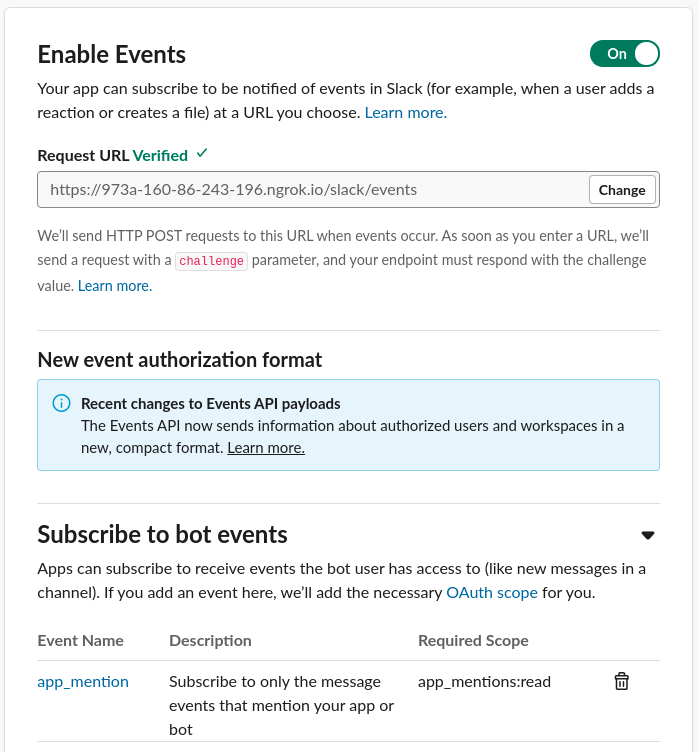 Enable Events
On
Your app can subscribe to be notified of events in Slack (for example, when a user adds a
reaction or creates a file) at a URL you choose. Learn more.
Request URL Verified ✓
https://973a-160-86-243-196.ngrok.io/slack/events
Change
We’ll send HTTP POST requests to this URL when events occur. As soon as you enter a URL, we’ll
send a request with a challenge parameter, and your endpoint must respond with the challenge
value. Learn more.
New event authorization format
Recent changes to Events API payloads
The Events API now sends information about authorized users and workspaces in a
new, compact format. Learn more.
Subscribe to bot events
Apps can subscribe to receive events the bot user has access to (like new messages in a
channel). If you add an event here, we’ll add the necessary OAuth scope for you.
Event Name Description Required Scope
app_mention Subscribe to only the message app_mentions:read
events that mention your app or
bot